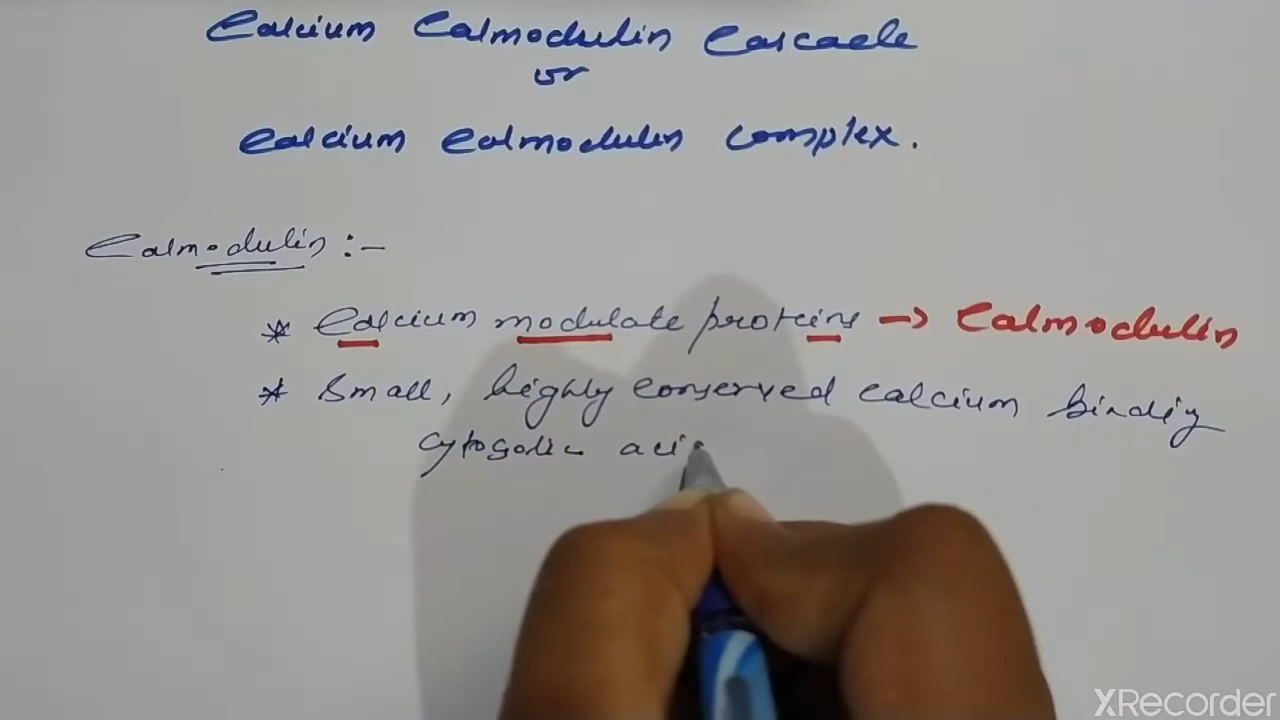 Calcium Calmodulin Cascade
or
Calcium Calmodulin Complex.
Calmodulin :-
* Calcium modulate proteins -> Calmodulin
* Small, highly conserved calcium binding
cytosolic aci
XRecorder